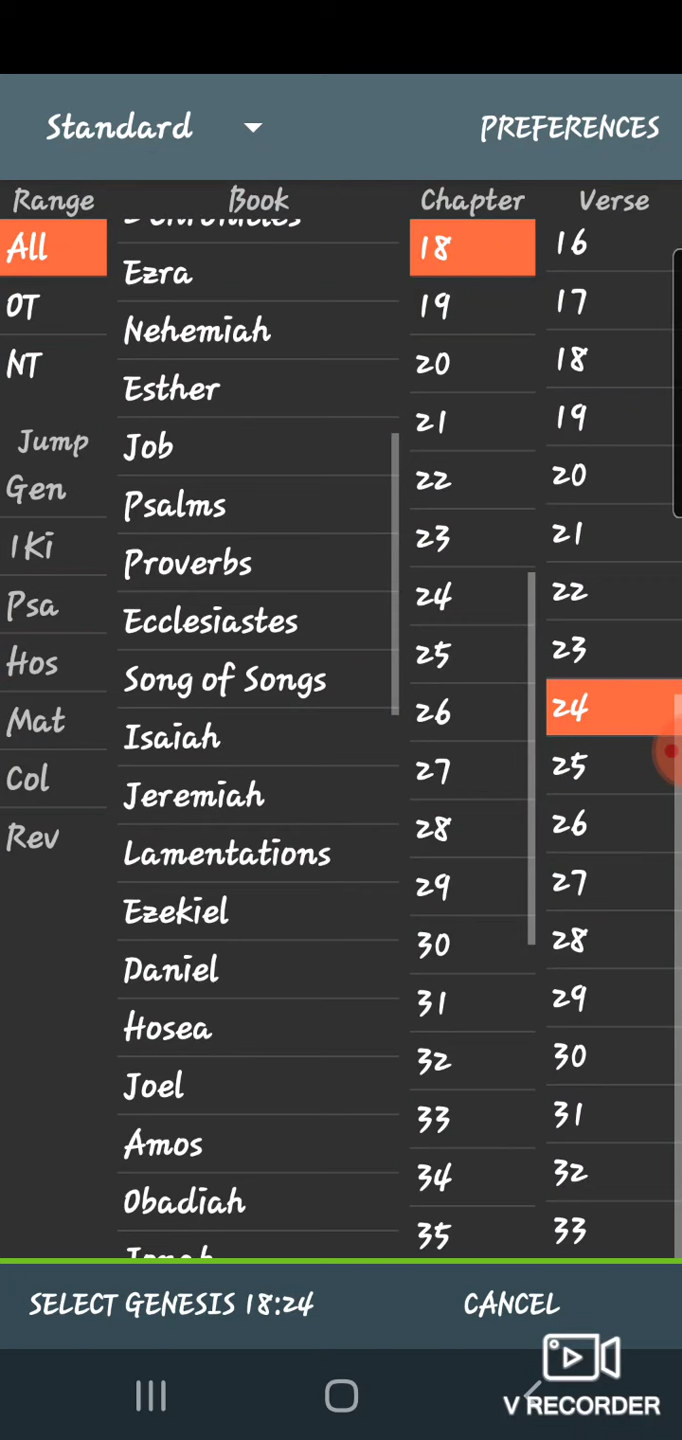 Standard
PREFERENCES
Range
Book
Chapter
Verse
All
OT
NT
Jump
Gen
1Ki
Psa
Hos
Mat
Col
Rev
2 Chronicles
Ezra
Nehemiah
Esther
Job
Psalms
Proverbs
Ecclesiastes
Song of Songs
Isaiah
Jeremiah
Lamentations
Ezekiel
Daniel
Hosea
Joel
Amos
Obadiah
Jonah
18
19
20
21
22
23
24
25
26
27
28
29
30
31
32
33
34
35
16
17
18
19
20
21
22
23
24
25
26
27
28
29
30
31
32
33
SELECT GENESIS 18:24
CANCEL
V RECORDER